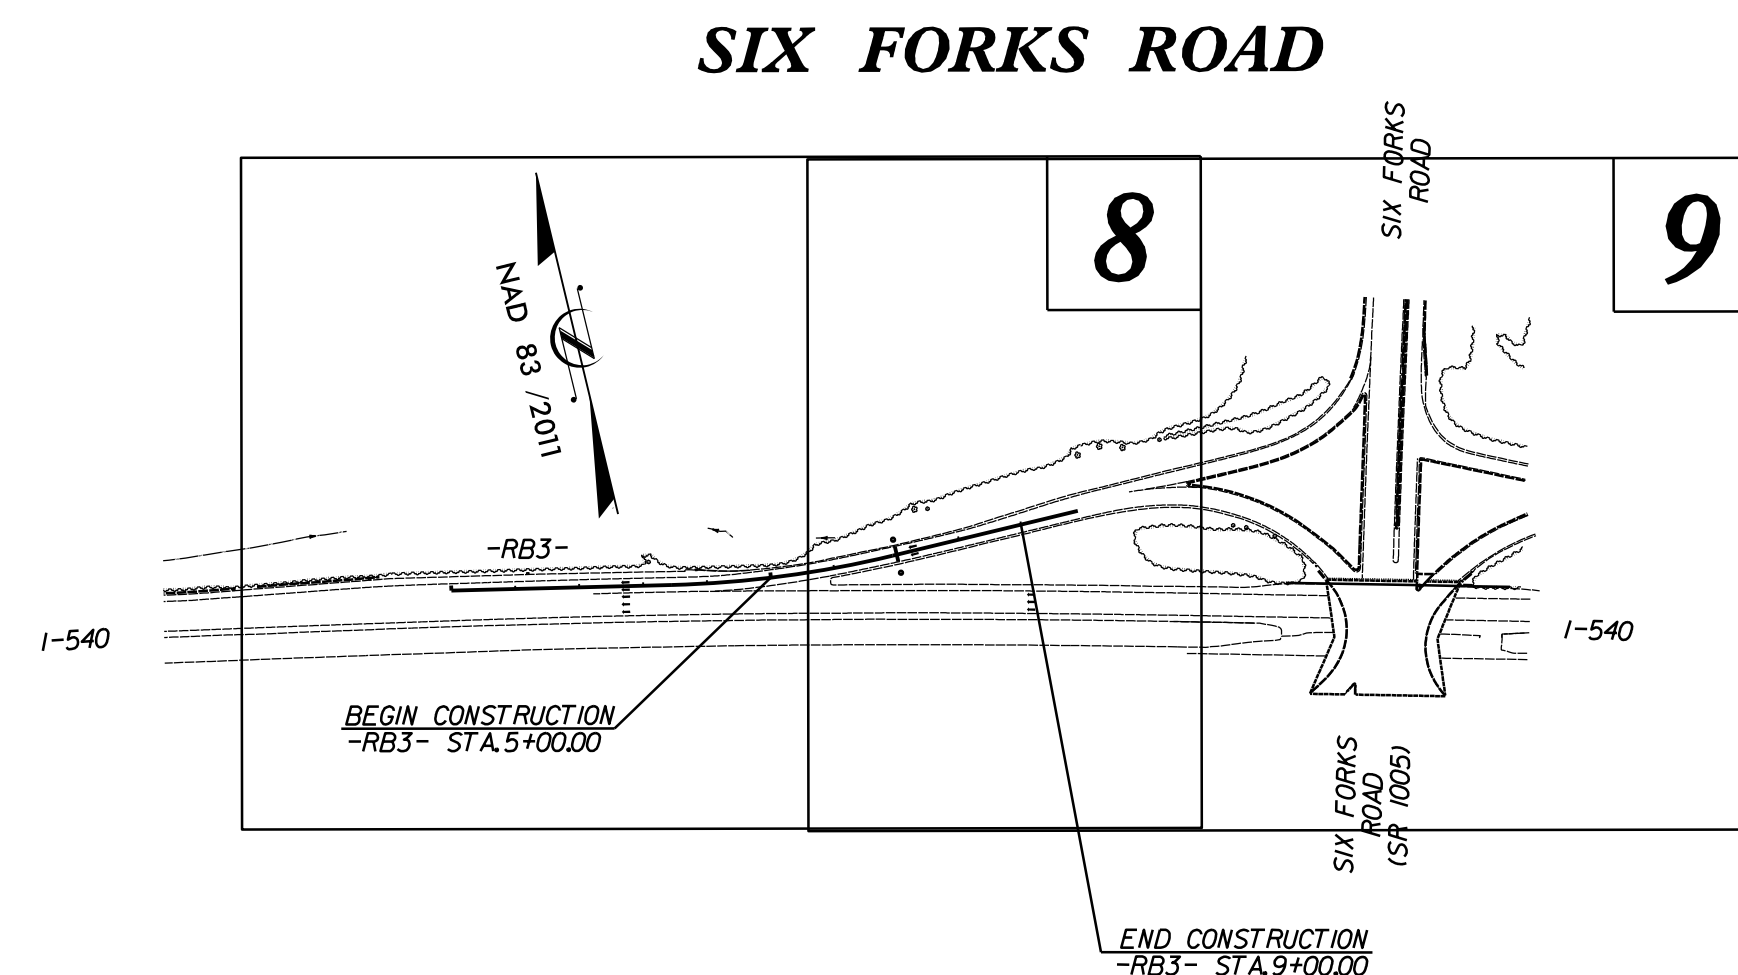 SIX FORKS ROAD
SIX FORKS
ROAD
8
9
NAD 83 /2011
-RB3-
I-540
I-540
BEGIN CONSTRUCTION
-RB3- STA.5+00.00
SIX FORKS
ROAD
(SR 1005)
END CONSTRUCTION
-RB3- STA.9+00.00